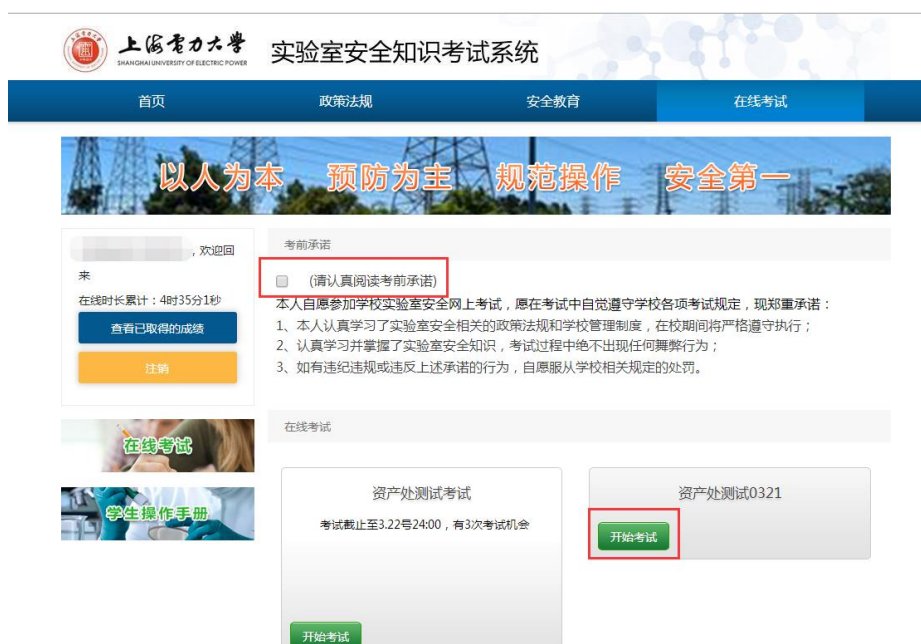 上海电力大学
SHANGHAI UNIVERSITY OF ELECTRIC POWER
实验室安全知识考试系统
首页 政策法规 安全教育 在线考试
以人为本 预防为主 规范操作 安全第一
，欢迎回
来
在线时长累计：4时35分1秒
查看已取得的成绩
注销
在线考试
学生操作手册
考前承诺
(请认真阅读考前承诺)
本人自愿参加学校实验室安全网上考试，愿在考试中自觉遵守学校各项考试规定，现郑重承诺：
1、本人认真学习了实验室安全相关的政策法规和学校管理制度，在校期间将严格遵守执行；
2、认真学习并掌握了实验室安全知识，考试过程中绝不出现任何舞弊行为；
3、如有违纪违规或违反上述承诺的行为，自愿服从学校相关规定的处罚。
在线考试
资产处测试考试
考试截止至3.22号24:00，有3次考试机会
开始考试
资产处测试0321
开始考试